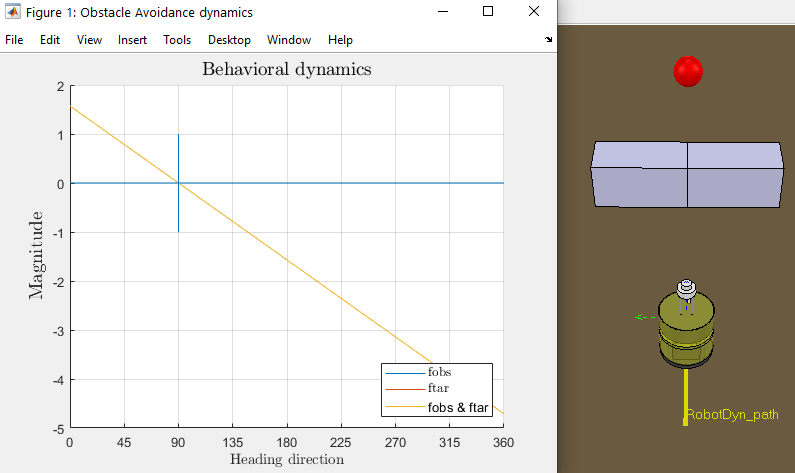 Figure 1: Obstacle Avoidance dynamics
File Edit View Insert Tools Desktop Window Help
Behavioral dynamics
2
1
0
-1
-2
-3
-4
-5
Magnitude
fobs
ftar
fobs & ftar
0 45 90 135 180 225 270 315 360
Heading direction
RobotDyn_path